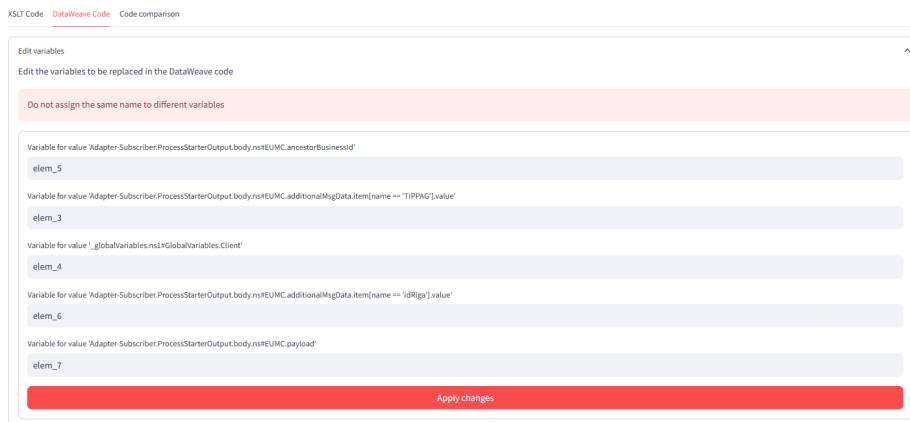 XSLT Code DataWeave Code Code comparison
Edit variables
Edit the variables to be replaced in the DataWeave code
Do not assign the same name to different variables
Variable for value 'Adapter-Subscriber.ProcessStarterOutput.body.ns#EUMC.ancestorBusinessId'
elem_5
Variable for value 'Adapter-Subscriber.ProcessStarterOutput.body.ns#EUMC.additionalMsgData.item[name == 'TIPPAG'].value'
elem_3
Variable for value '_globalVariables.ns1#GlobalVariables.Client'
elem_4
Variable for value 'Adapter-Subscriber.ProcessStarterOutput.body.ns#EUMC.additionalMsgData.item[name == 'idRiga'].value'
elem_6
Variable for value 'Adapter-Subscriber.ProcessStarterOutput.body.ns#EUMC.payload'
elem_7
Apply changes